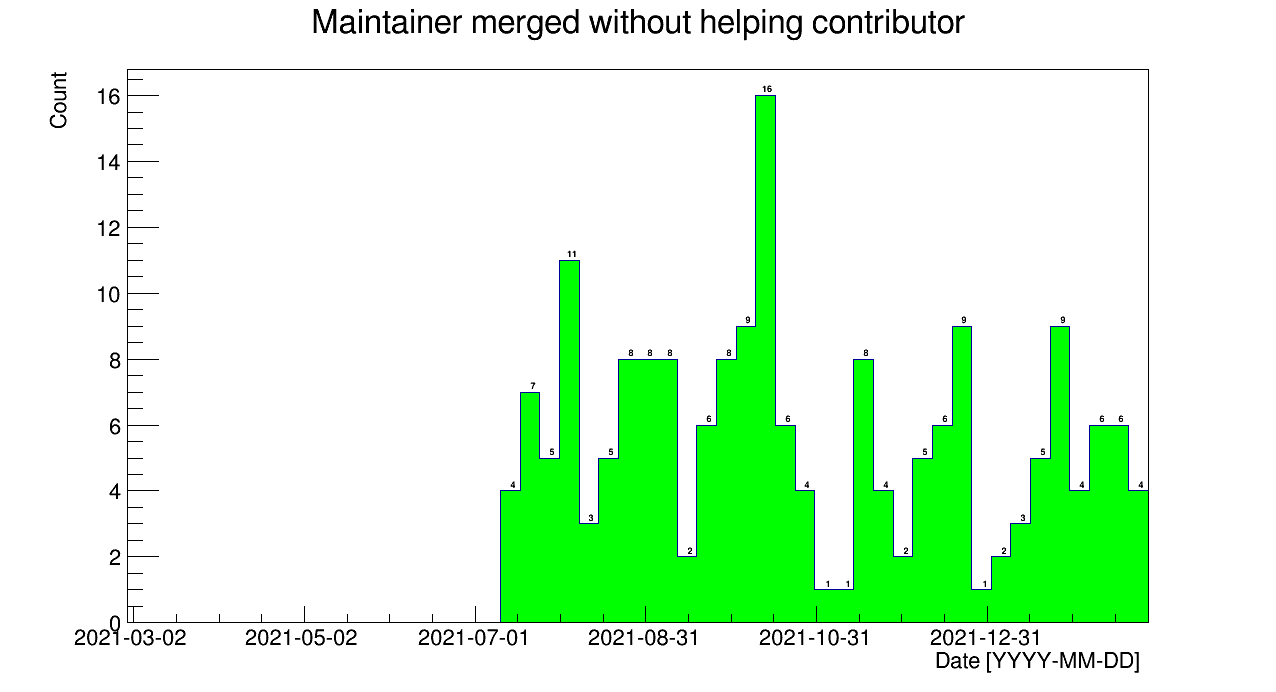 Maintainer merged without helping contributor
Count
16
14
12
10
8
6
4
2
0
4 7 5 11 3 5 8 8 8 2 6 8 9 16 6 4 1 1 8 4 2 5 6 9 1 2 3 5 9 4 6 6 4
2021-03-02 2021-05-02 2021-07-01 2021-08-31 2021-10-31 2021-12-31
Date [YYYY-MM-DD]